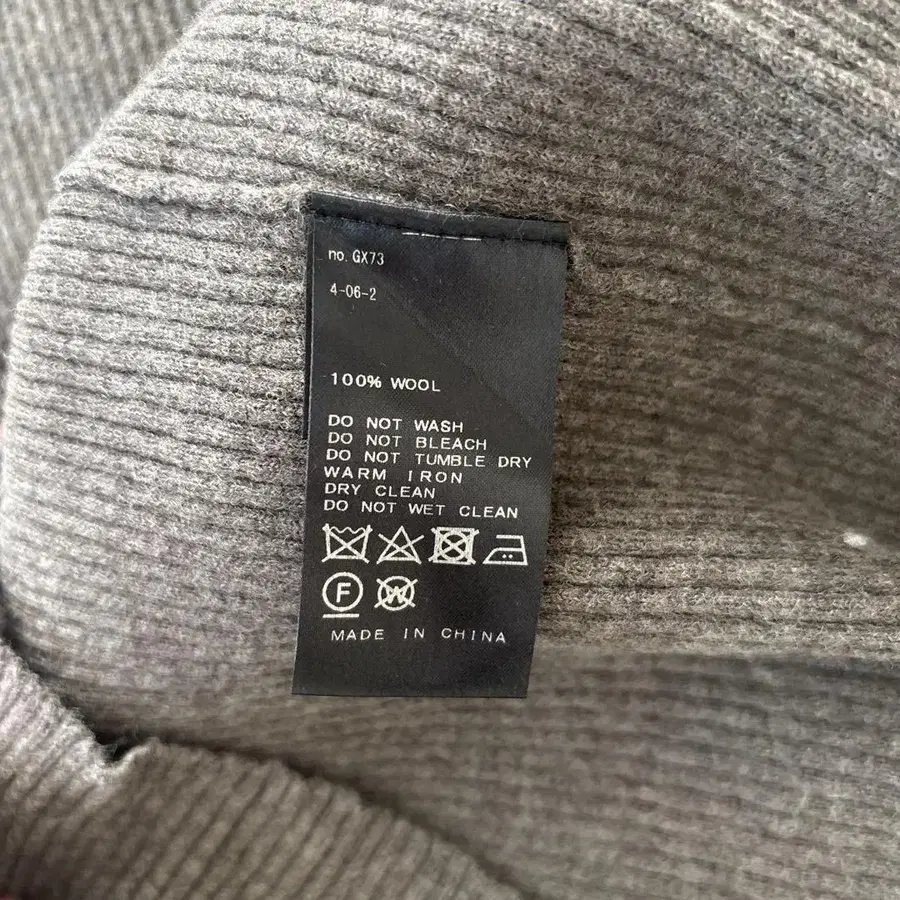 no. GX73
4-06-2
100% WOOL
DO NOT WASH
DO NOT BLEACH
DO NOT TUMBLE DRY
WARM IRON
DRY CLEAN
DO NOT WET CLEAN
F W
MADE IN CHINA